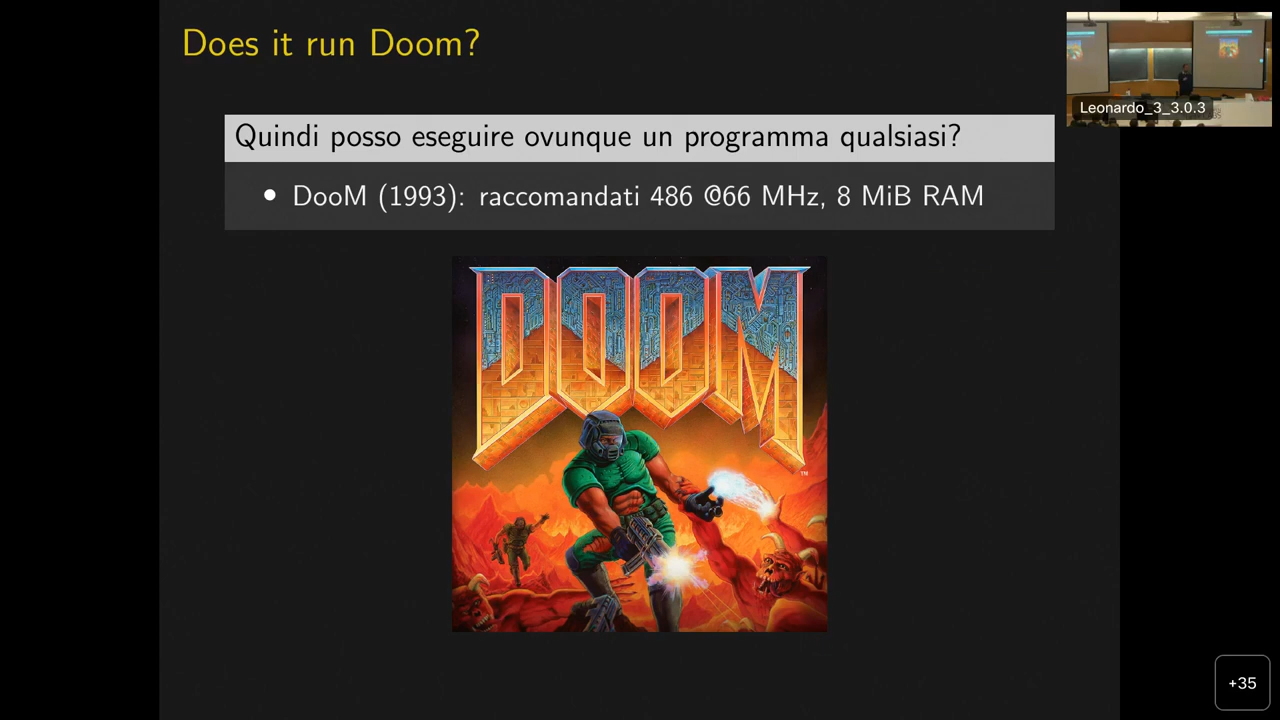 Does it run Doom?
Quindi posso eseguire ovunque un programma qualsiasi?
• DooM (1993): raccomandati 486 @66 MHz, 8 MiB RAM
DOOM
TM
Leonardo_3_3.0.3
+35